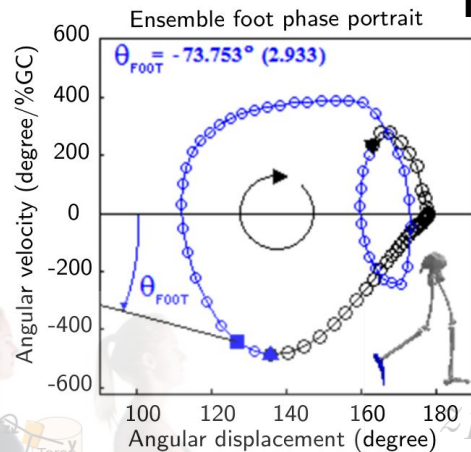 Ensemble foot phase portrait
θFOOT= -73.753° (2.933)
Angular velocity (degree/%GC)
600
400
200
0
-200
-400
-600
θFOOT
100 120 140 160 180
Angular displacement (degree)